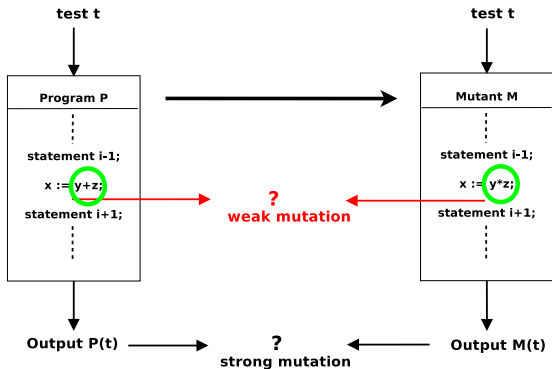 test t
test t
Program P
Mutant M
statement i-1;
x := y+z;
statement i+1;
statement i-1;
x := y*z;
statement i+1;
?
weak mutation
Output P(t)
?
strong mutation
Output M(t)